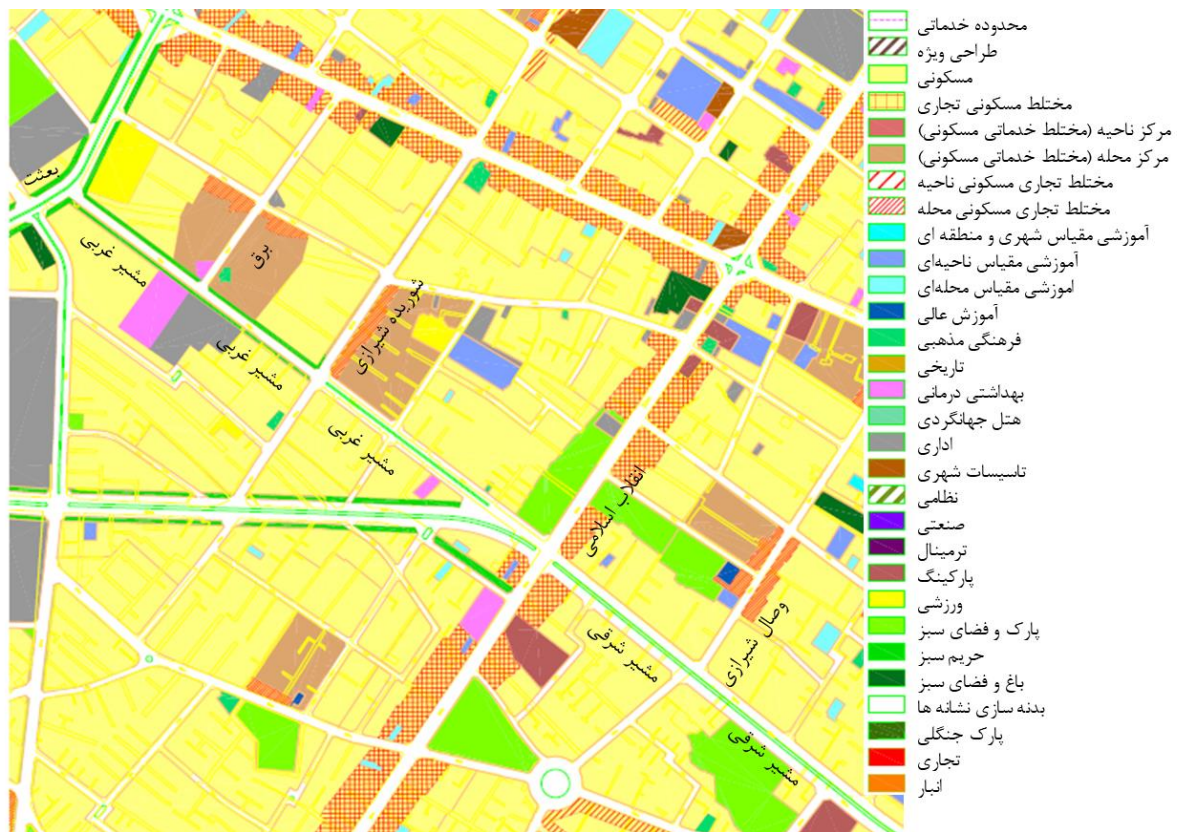 محدوده خدماتی
طراحی ویژه
مسکونی
مختلط مسکونی تجاری
مرکز ناحیه (مختلط خدماتی مسکونی)
مرکز محله (مختلط خدماتی مسکونی)
مختلط تجاری مسکونی ناحیه
مختلط تجاری مسکونی محله
آموزشی مقیاس شهری و منطقه ای
آموزشی مقیاس ناحیه‌ای
اموزشی مقیاس محله‌ای
آموزش عالی
فرهنگی مذهبی
تاریخی
بهداشتی درمانی
هتل جهانگردی
اداری
تاسیسات شهری
نظامی
صنعتی
ترمینال
پارکینگ
ورزشی
پارک و فضای سبز
حریم سبز
باغ و فضای سبز
بدنه سازی نشانه ها
پارک جنگلی
تجاری
انبار
بعثت
مشیر غربی
برق
شوریده شیرازی
مشیر غربی
مشیر غربی
انقلاب اسلامی
وصال شیرازی
مشیر شرقی
مشیر شرقی